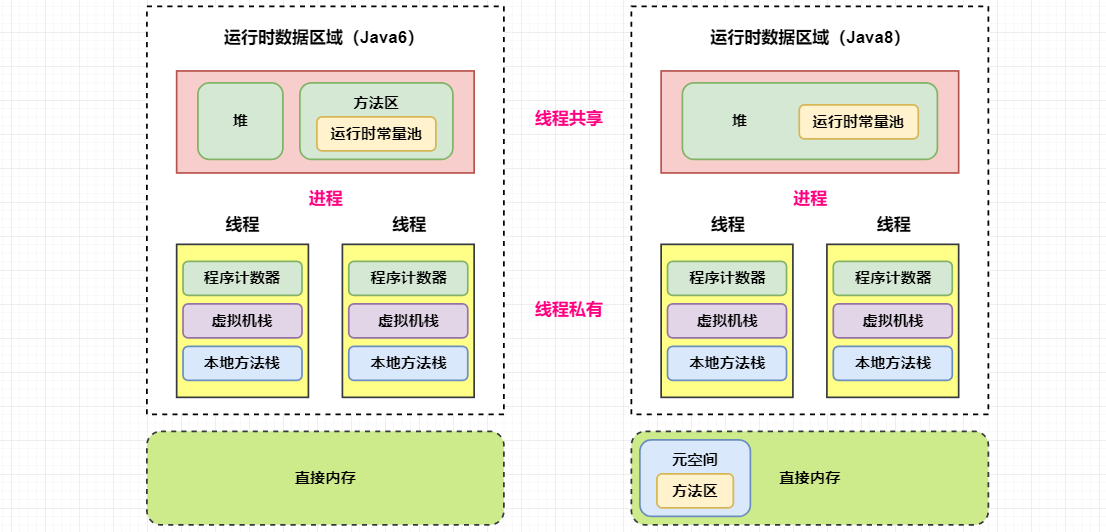 运行时数据区域（Java6）
堆
方法区
运行时常量池
进程
线程
线程
程序计数器
程序计数器
虚拟机栈
虚拟机栈
本地方法栈
本地方法栈
直接内存
线程共享
线程私有
运行时数据区域（Java8）
堆
运行时常量池
进程
线程
线程
程序计数器
程序计数器
虚拟机栈
虚拟机栈
本地方法栈
本地方法栈
元空间
方法区
直接内存